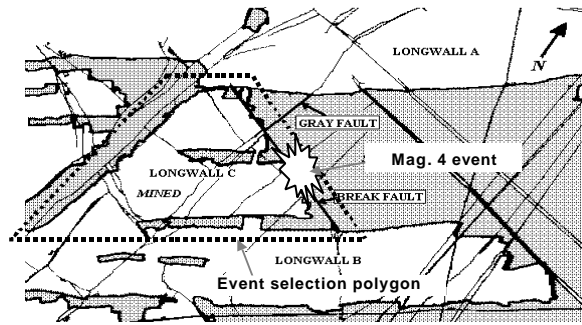 LONGWALL A
N
GRAY FAULT
Mag. 4 event
LONGWALL C
MINED
BREAK FAULT
LONGWALL B
Event selection polygon